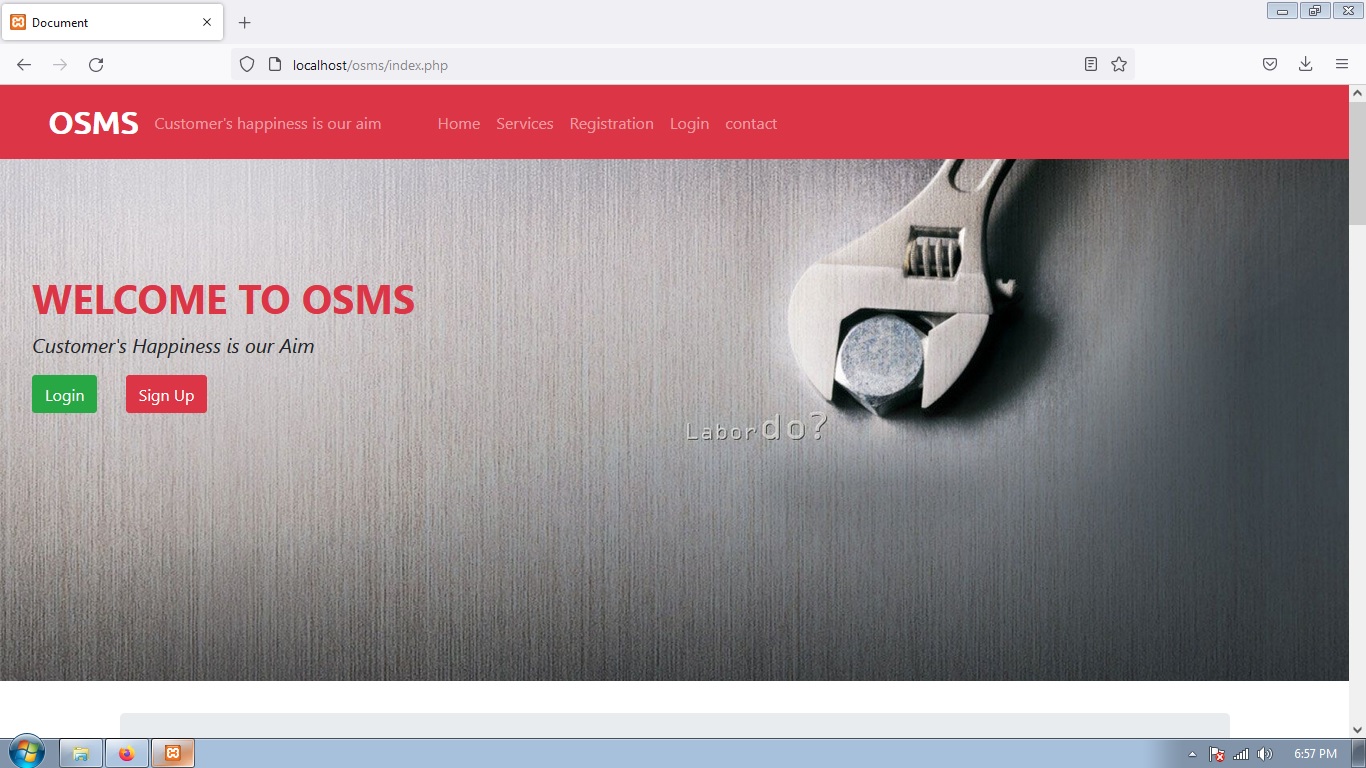 Document
localhost/osms/index.php
OSMS Customer's happiness is our aim Home Services Registration Login contact
WELCOME TO OSMS
Customer's Happiness is our Aim
Login Sign Up
Labordo?
6:57 PM